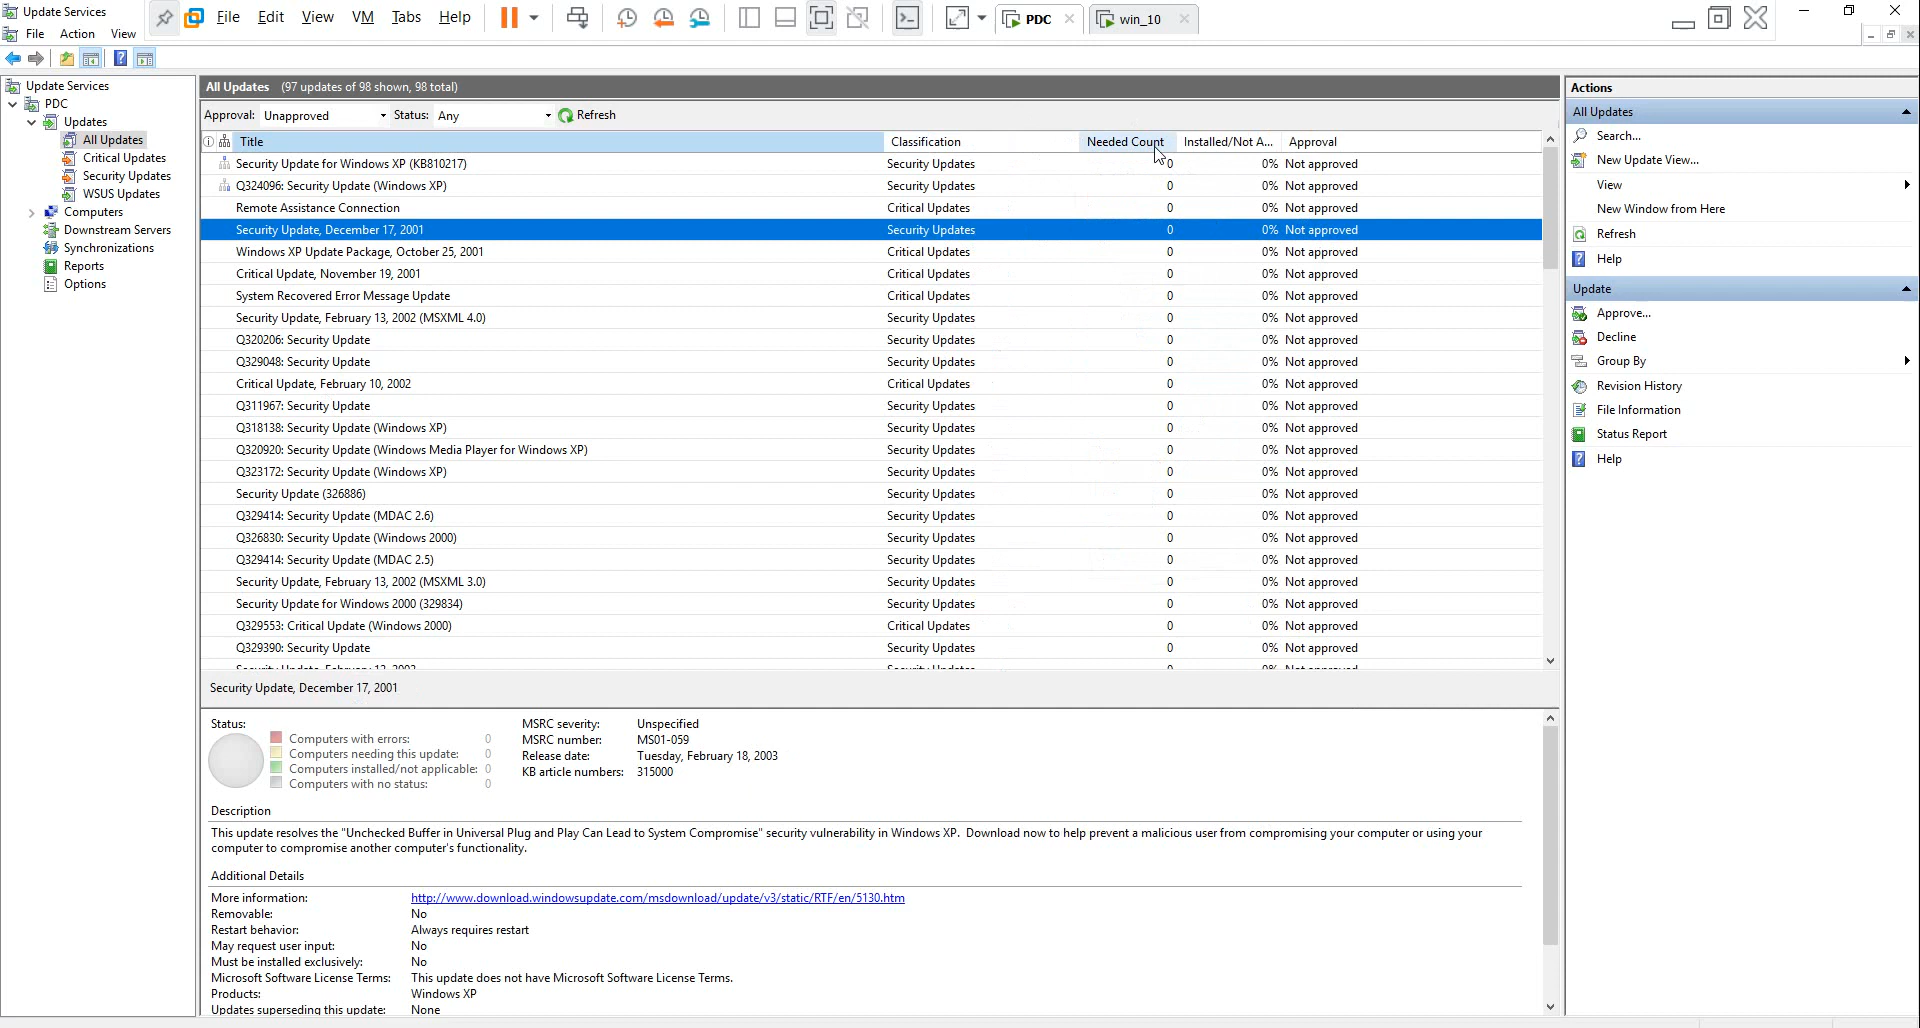 Update Services
File Edit View VM Tabs Help
PDC
win_10
File Action View
Update Services
PDC
Updates
All Updates
Critical Updates
Security Updates
WSUS Updates
Computers
Downstream Servers
Synchronizations
Reports
Options
All Updates (97 updates of 98 shown, 98 total)
Approval: Unapproved Status: Any Refresh
Title Classification Needed Count Installed/Not A... Approval
Security Update for Windows XP (KB810217) Security Updates 0 0% Not approved
Q324096: Security Update (Windows XP) Security Updates 0 0% Not approved
Remote Assistance Connection Critical Updates 0 0% Not approved
Security Update, December 17, 2001 Security Updates 0 0% Not approved
Windows XP Update Package, October 25, 2001 Critical Updates 0 0% Not approved
Critical Update, November 19, 2001 Critical Updates 0 0% Not approved
System Recovered Error Message Update Critical Updates 0 0% Not approved
Security Update, February 13, 2002 (MSXML 4.0) Security Updates 0 0% Not approved
Q320206: Security Update Security Updates 0 0% Not approved
Q329048: Security Update Security Updates 0 0% Not approved
Critical Update, February 10, 2002 Critical Updates 0 0% Not approved
Q311967: Security Update Security Updates 0 0% Not approved
Q318138: Security Update (Windows XP) Security Updates 0 0% Not approved
Q320920: Security Update (Windows Media Player for Windows XP) Security Updates 0 0% Not approved
Q323172: Security Update (Windows XP) Security Updates 0 0% Not approved
Security Update (326886) Security Updates 0 0% Not approved
Q329414: Security Update (MDAC 2.6) Security Updates 0 0% Not approved
Q326830: Security Update (Windows 2000) Security Updates 0 0% Not approved
Q329414: Security Update (MDAC 2.5) Security Updates 0 0% Not approved
Security Update, February 13, 2002 (MSXML 3.0) Security Updates 0 0% Not approved
Security Update for Windows 2000 (329834) Security Updates 0 0% Not approved
Q329553: Critical Update (Windows 2000) Critical Updates 0 0% Not approved
Q329390: Security Update Security Updates 0 0% Not approved
Security Update, February 13, 2002 Security Updates 0 0% Not approved
Security Update, December 17, 2001
Status:
Computers with errors: 0
Computers needing this update: 0
Computers installed/not applicable: 0
Computers with no status: 0
MSRC severity: Unspecified
MSRC number: MS01-059
Release date: Tuesday, February 18, 2003
KB article numbers: 315000
Description
This update resolves the "Unchecked Buffer in Universal Plug and Play Can Lead to System Compromise" security vulnerability in Windows XP. Download now to help prevent a malicious user from compromising your computer or using your
computer to compromise another computer's functionality.
Additional Details
More information: http://www.download.windowsupdate.com/msdownload/update/v3/static/RTF/en/5130.htm
Removable: No
Restart behavior: Always requires restart
May request user input: No
Must be installed exclusively: No
Microsoft Software License Terms: This update does not have Microsoft Software License Terms.
Products: Windows XP
Updates superseding this update: None
Actions
All Updates
Search...
New Update View...
View
New Window from Here
Refresh
Help
Update
Approve...
Decline
Group By
Revision History
File Information
Status Report
Help